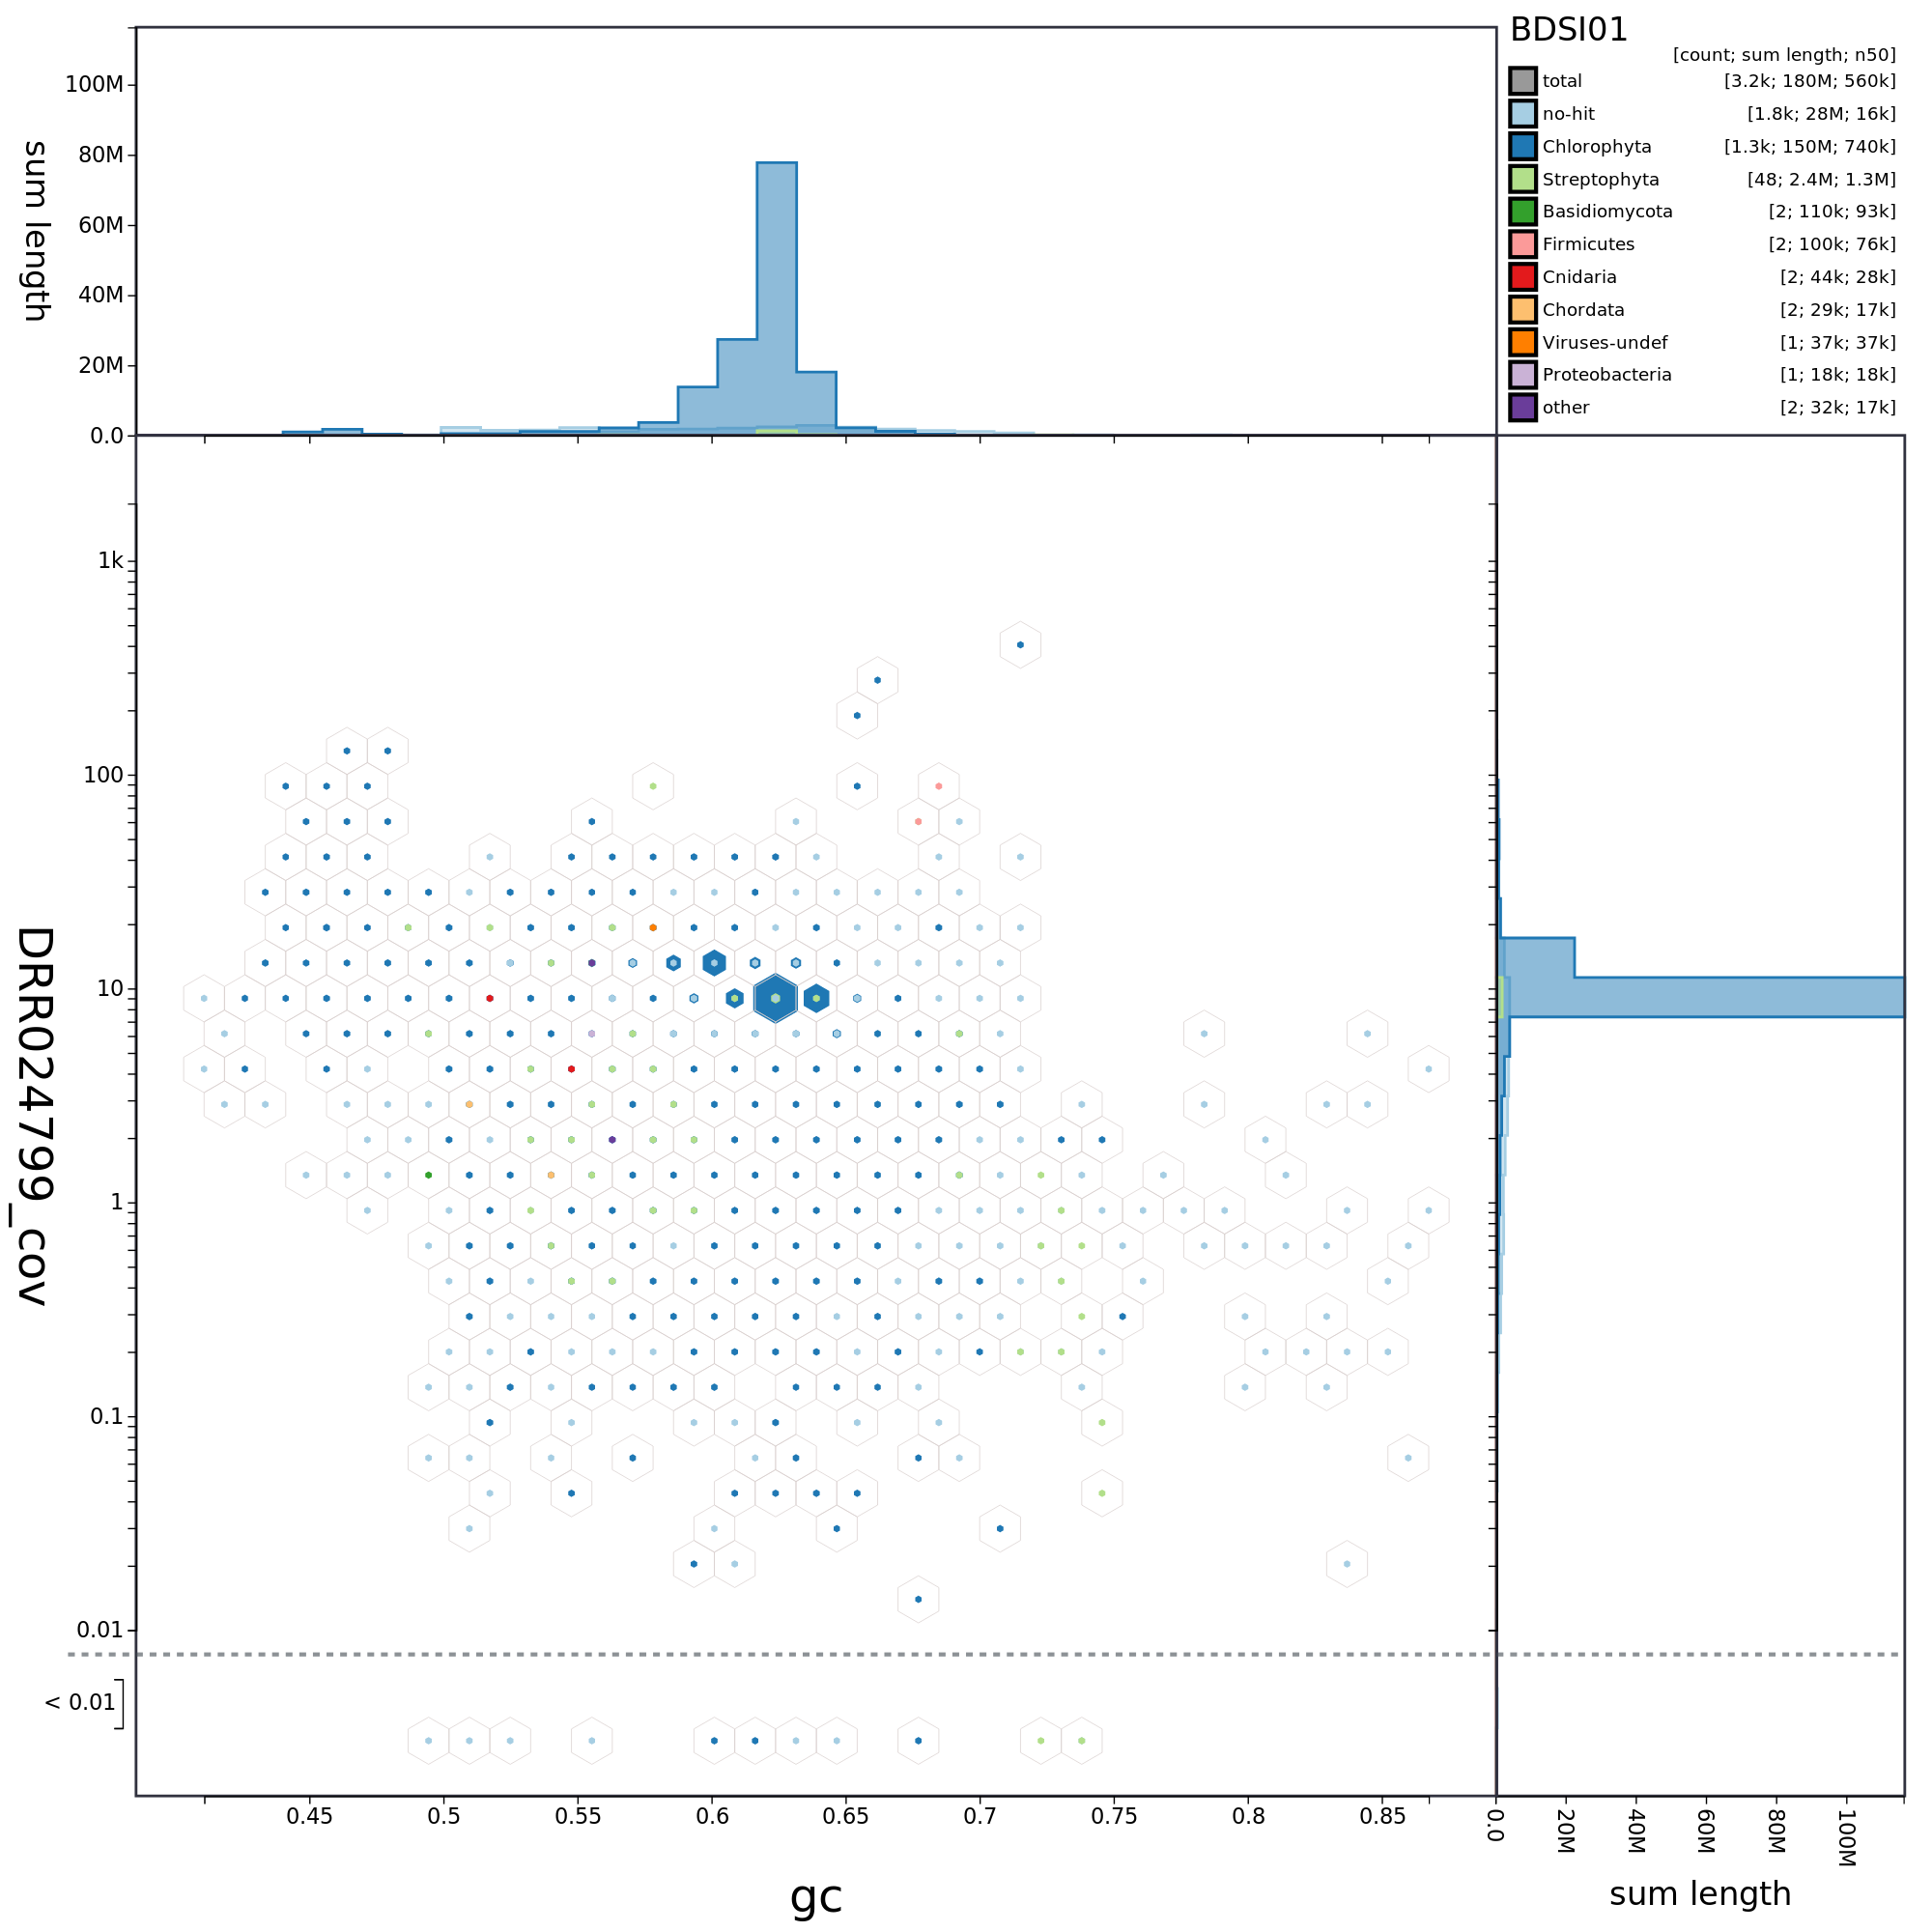 BDSI01
[count; sum length; n50]
total [3.2k; 180M; 560k]
no-hit [1.8k; 28M; 16k]
Chlorophyta [1.3k; 150M; 740k]
Streptophyta [48; 2.4M; 1.3M]
Basidiomycota [2; 110k; 93k]
Firmicutes [2; 100k; 76k]
Cnidaria [2; 44k; 28k]
Chordata [2; 29k; 17k]
Viruses-undef [1; 37k; 37k]
Proteobacteria [1; 18k; 18k]
other [2; 32k; 17k]
sum length
100M
80M
60M
40M
20M
0.0
DRR024799_cov
1k
100
10
1
0.1
0.01
< 0.01
0.45 0.5 0.55 0.6 0.65 0.7 0.75 0.8 0.85
gc
0.0 20M 40M 60M 80M 100M
sum length